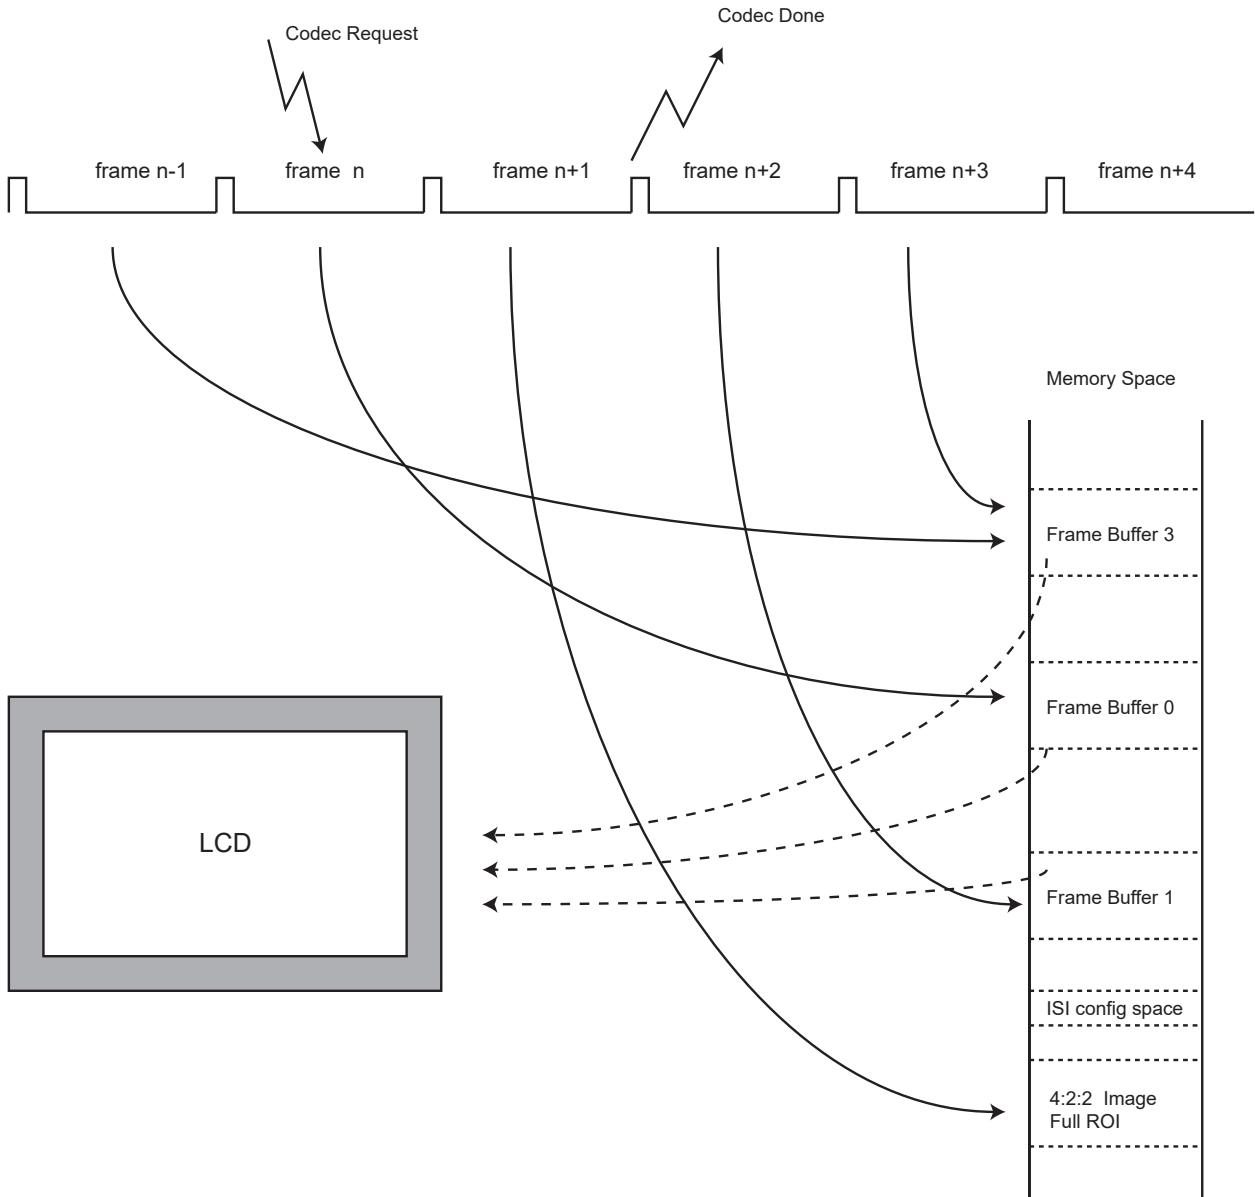 Codec Request
Codec Done
frame n-1
frame  n
frame n+1
frame n+2
frame n+3
frame n+4
Memory Space
Frame Buffer 3
Frame Buffer 0
LCD
Frame Buffer 1
ISI config space
4:2:2  Image
Full ROI